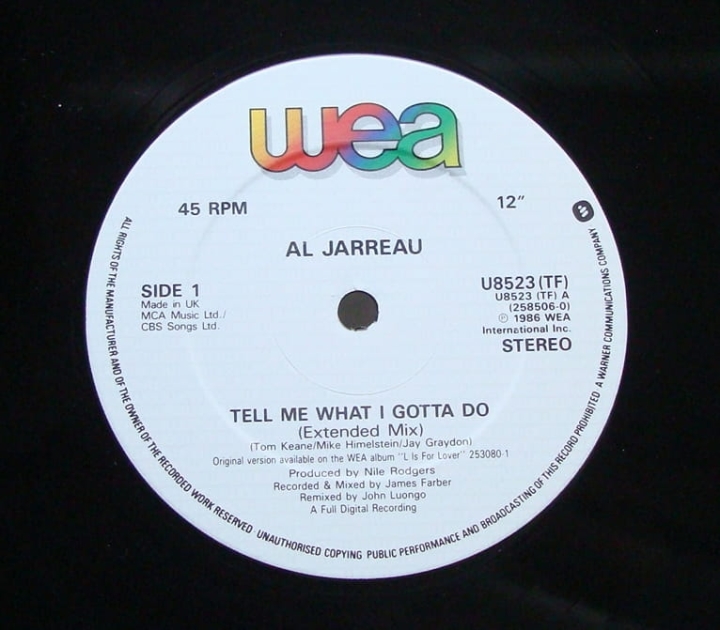 wea
45 RPM
12"
AL JARREAU
SIDE 1
Made in UK
MCA Music Ltd./
CBS Songs Ltd.
U8523 (TF)
U8523 (TF) A
(258506-0)
℗ 1986 WEA
International Inc.
STEREO
TELL ME WHAT I GOTTA DO
(Extended Mix)
(Tom Keane/Mike Himelstein/Jay Graydon)
Original version available on the WEA album "L Is For Lover" 253080-1
Produced by Nile Rodgers
Recorded & Mixed by James Farber
Remixed by John Luongo
A Full Digital Recording
ALL RIGHTS OF THE MANUFACTURER AND OF THE OWNER OF THE RECORDED WORK RESERVED UNAUTHORISED COPYING PUBLIC PERFORMANCE AND BROADCASTING OF THIS RECORD PROHIBITED A WARNER COMMUNICATIONS COMPANY